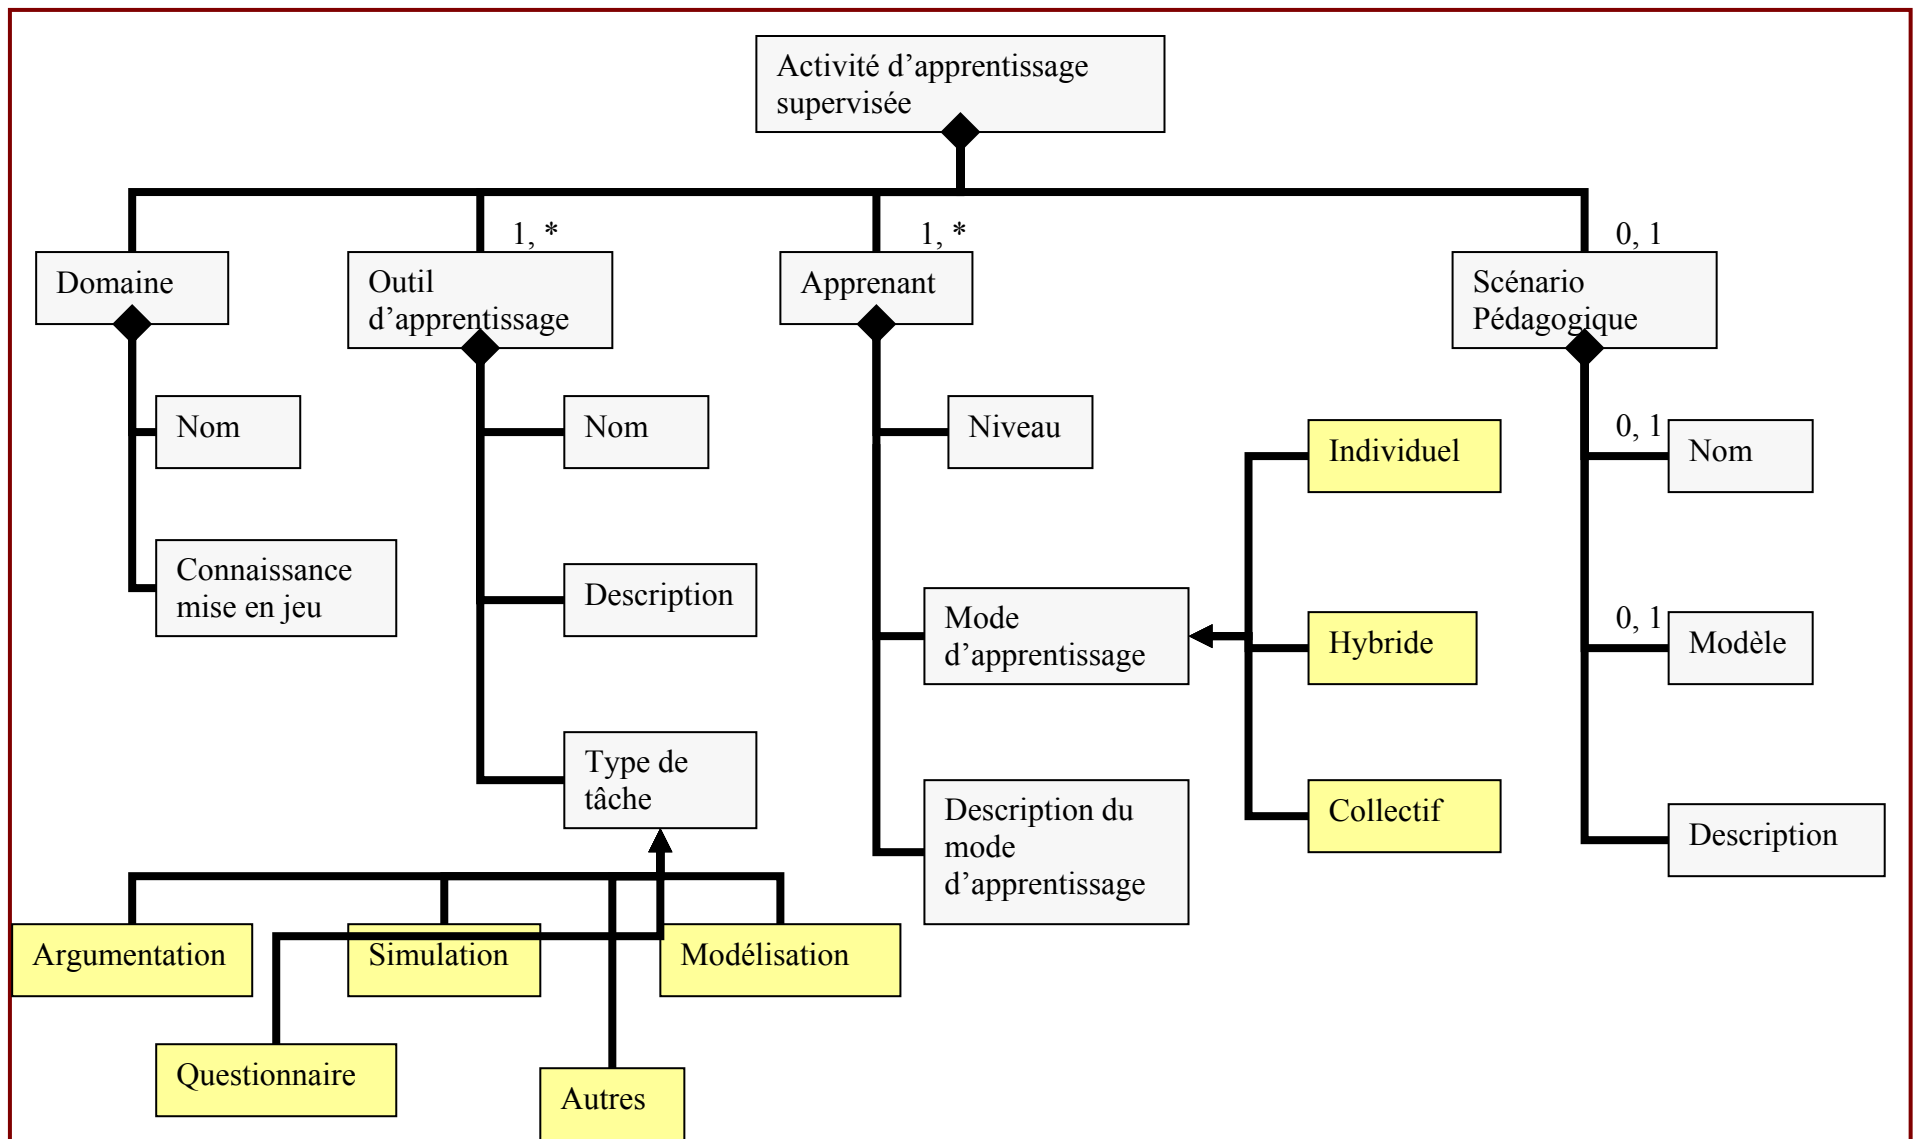 Activité d’apprentissage
supervisée
1, *
1, *
0, 1
Domaine
Outil
d’apprentissage
Apprenant
Scénario
Pédagogique
Nom
Nom
Niveau
Individuel
0, 1
Nom
Connaissance
mise en jeu
Description
Mode
d’apprentissage
Hybride
0, 1
Modèle
Type de
tâche
Description du
mode
d’apprentissage
Collectif
Description
Argumentation
Simulation
Modélisation
Questionnaire
Autres